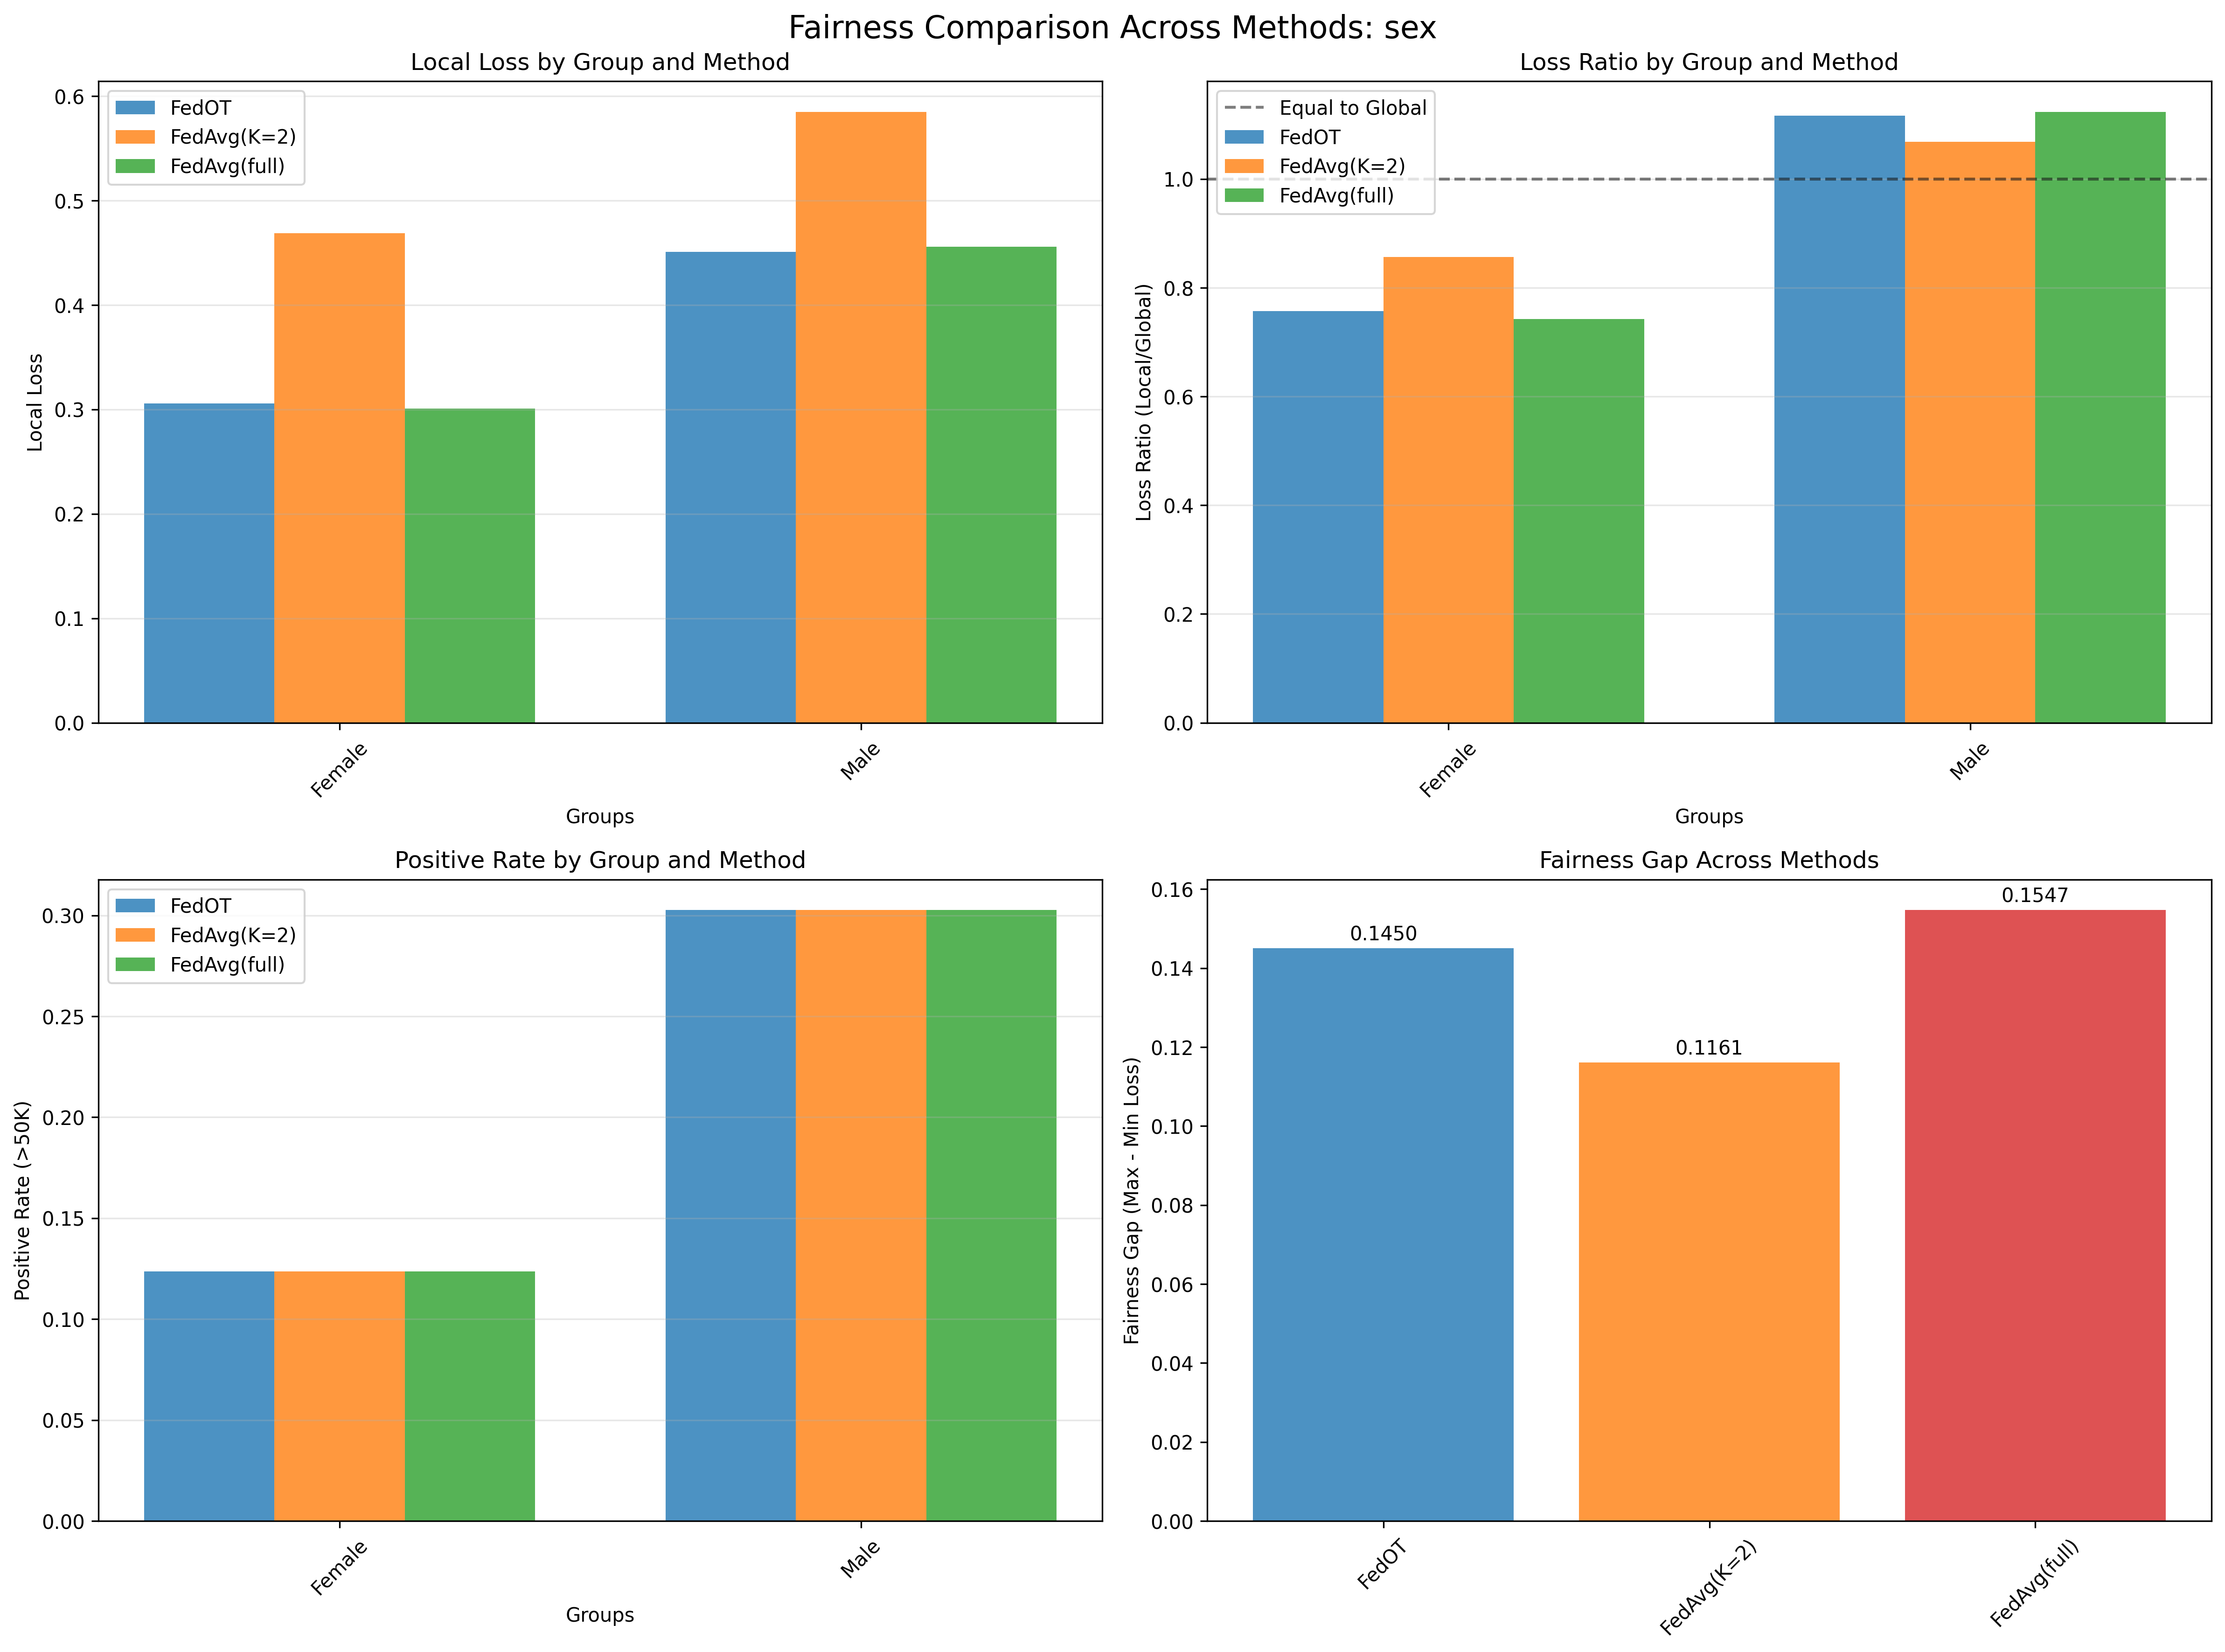 Fairness Comparison Across Methods: sex
Local Loss by Group and Method
FedOT
FedAvg(K=2)
FedAvg(full)
Local Loss
0.6
0.5
0.4
0.3
0.2
0.1
0.0
Female
Male
Groups
Loss Ratio by Group and Method
Equal to Global
FedOT
FedAvg(K=2)
FedAvg(full)
Loss Ratio (Local/Global)
1.0
0.8
0.6
0.4
0.2
0.0
Female
Male
Groups
Positive Rate by Group and Method
FedOT
FedAvg(K=2)
FedAvg(full)
Positive Rate (>50K)
0.30
0.25
0.20
0.15
0.10
0.05
0.00
Female
Male
Groups
Fairness Gap Across Methods
Fairness Gap (Max - Min Loss)
0.16
0.14
0.12
0.10
0.08
0.06
0.04
0.02
0.00
0.1450
0.1161
0.1547
FedOT
FedAvg(K=2)
FedAvg(full)